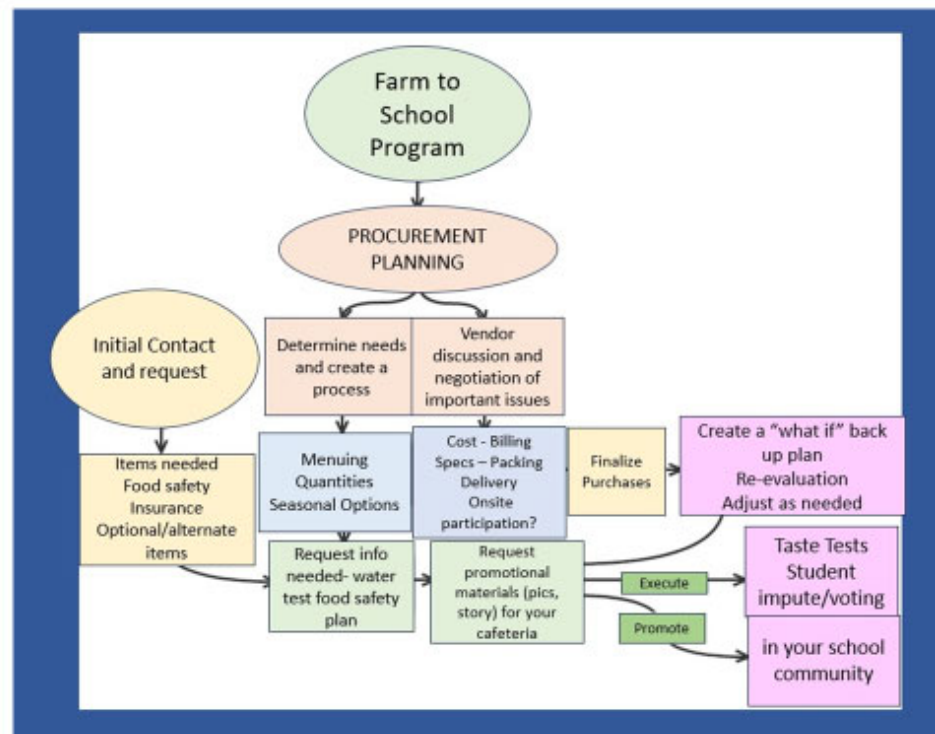 Farm to
School
Program
PROCUREMENT
PLANNING
Initial Contact
and request
Determine needs
and create a
process
Vendor
discussion and
negotiation of
important issues
Items needed
Food safety
Insurance
Optional/alternate
items
Menuing
Quantities
Seasonal Options
Cost - Billing
Specs – Packing
Delivery
Onsite
participation?
Finalize
Purchases
Create a “what if” back
up plan
Re-evaluation
Adjust as needed
Request info
needed- water
test food safety
plan
Request
promotional
materials (pics,
story) for your
cafeteria
Execute
Taste Tests
Student
impute/voting
Promote
in your school
community